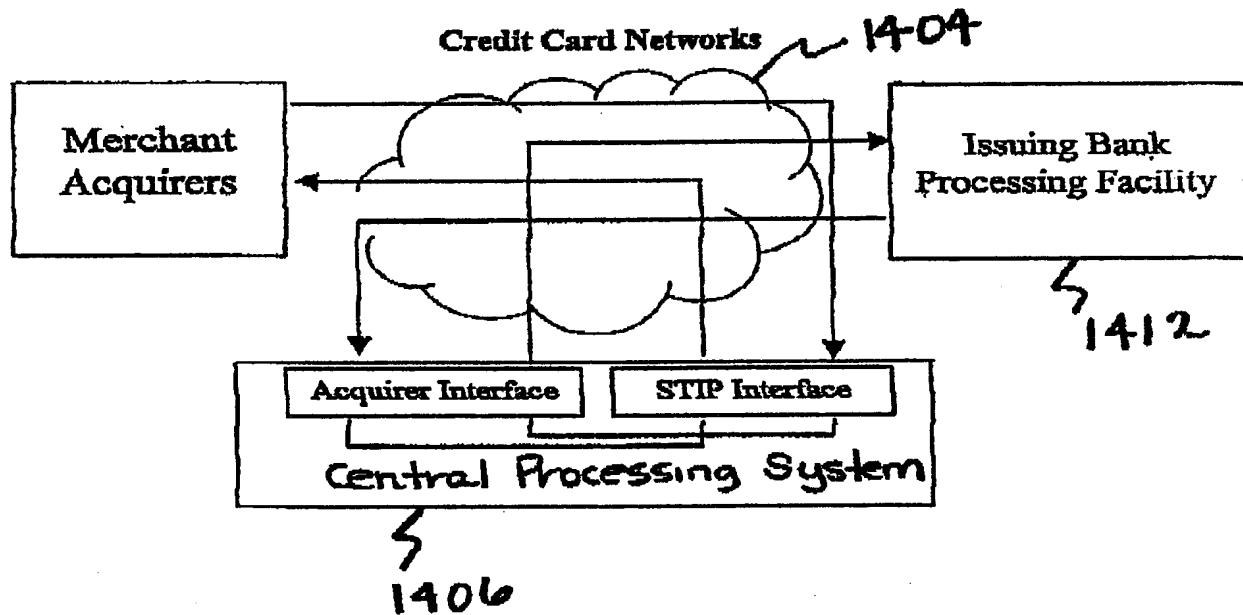 Credit Card Networks
1404
Merchant
Acquirers
Issuing Bank
Processing Facility
1412
Acquirer Interface
STIP Interface
Central Processing System
1406